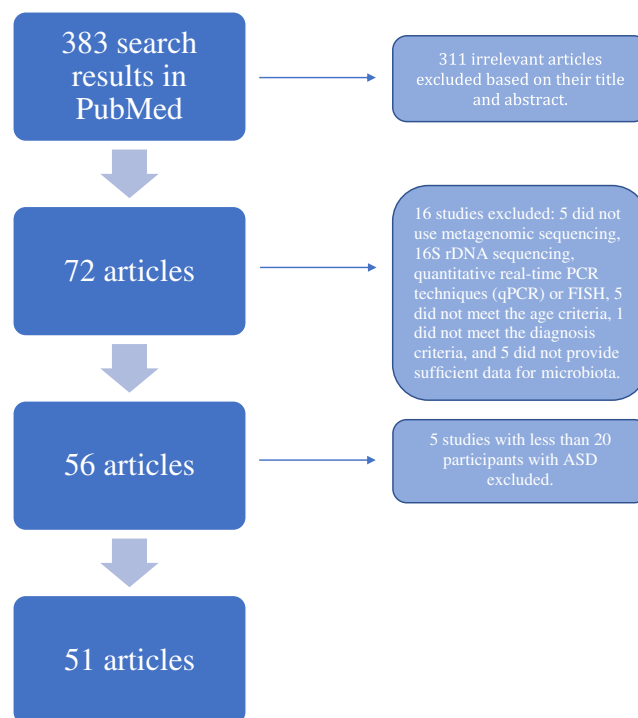 383 search
results in
PubMed
311 irrelevant articles
excluded based on their title
and abstract.
72 articles
16 studies excluded: 5 did not
use metagenomic sequencing,
16S rDNA sequencing,
quantitative real-time PCR
techniques (qPCR) or FISH, 5
did not meet the age criteria, 1
did not meet the diagnosis
criteria, and 5 did not provide
sufficient data for microbiota.
56 articles
5 studies with less than 20
participants with ASD
excluded.
51 articles